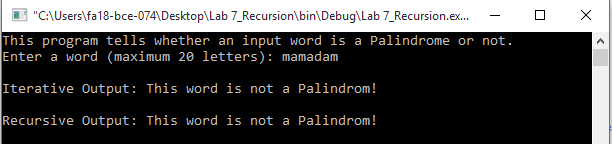 "C:\Users\fa18-bce-074\Desktop\Lab 7_Recursion\bin\Debug\Lab 7_Recursion.ex...
This program tells whether an input word is a Palindrome or not.
Enter a word (maximum 20 letters): mamadam
Iterative Output: This word is not a Palindrom!
Recursive Output: This word is not a Palindrom!